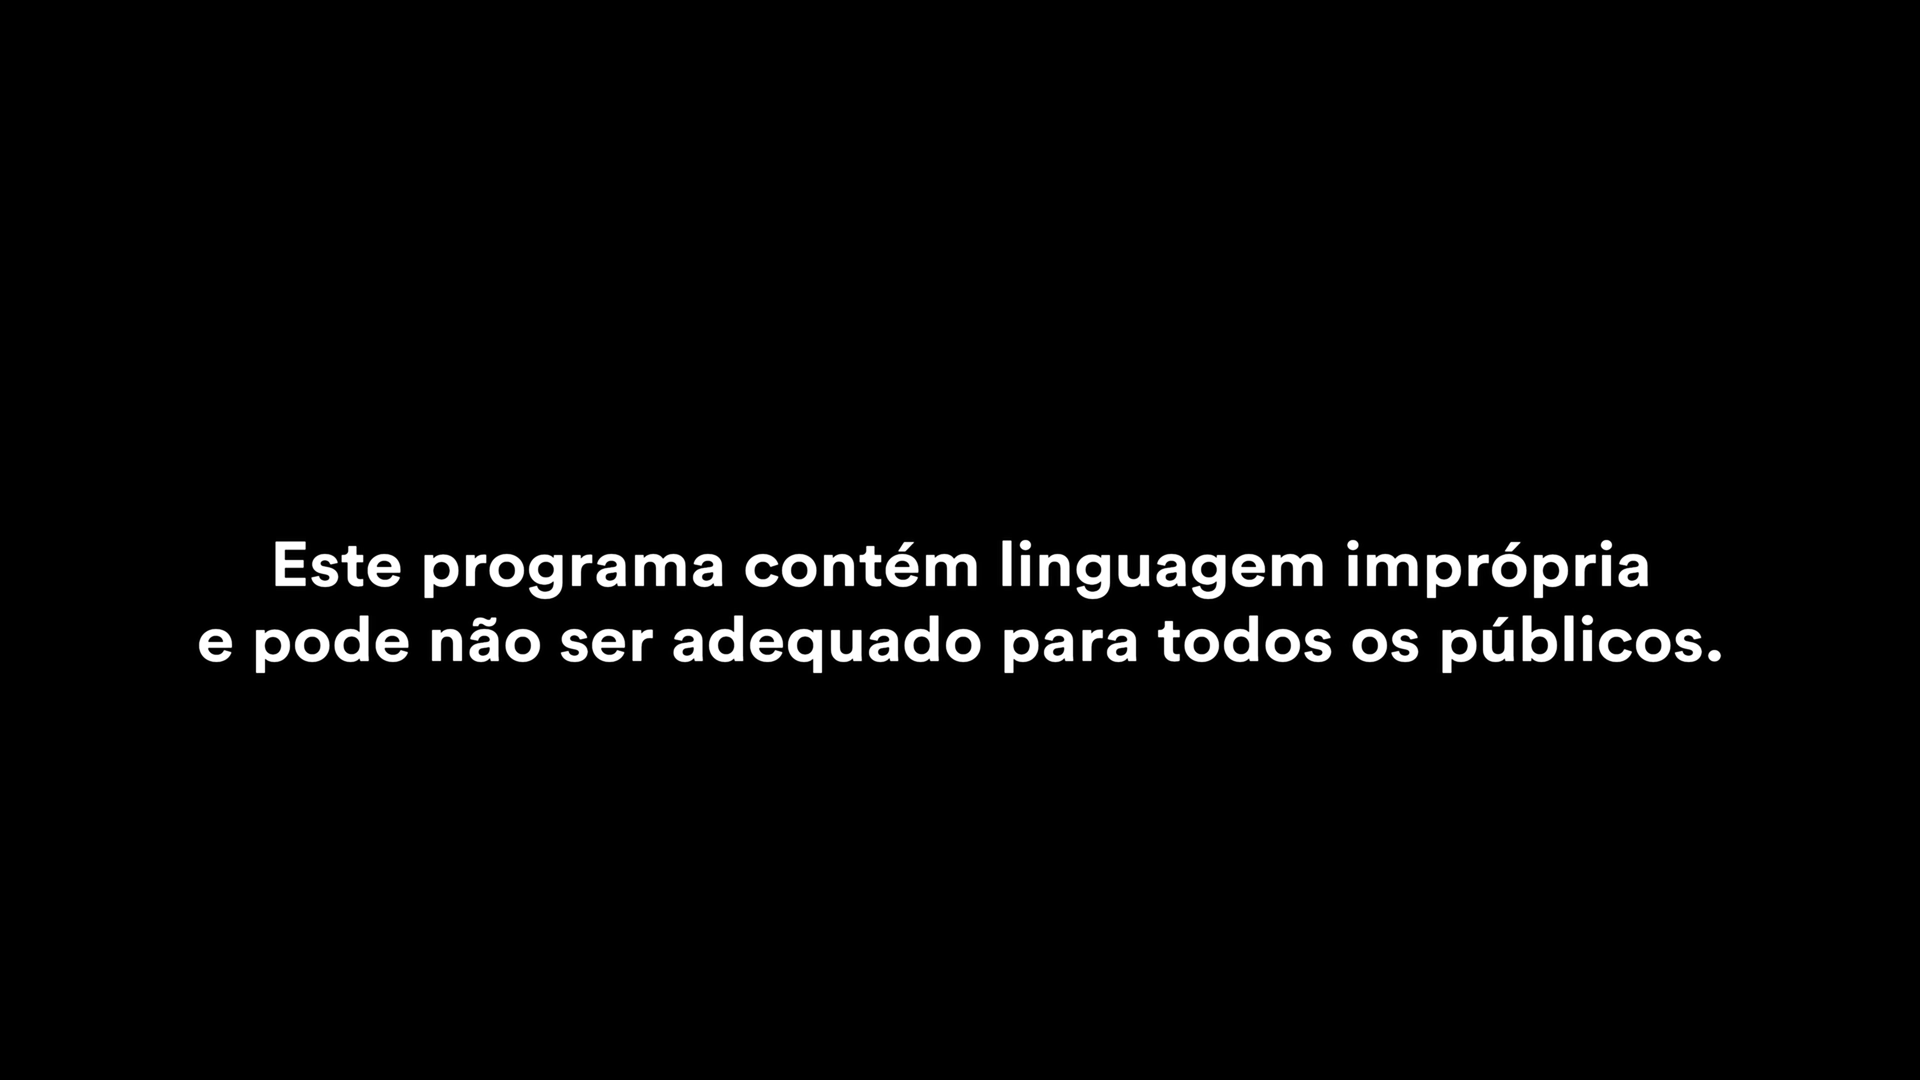 Este programa contém linguagem imprópria
e pode não ser adequado para todos os públicos.